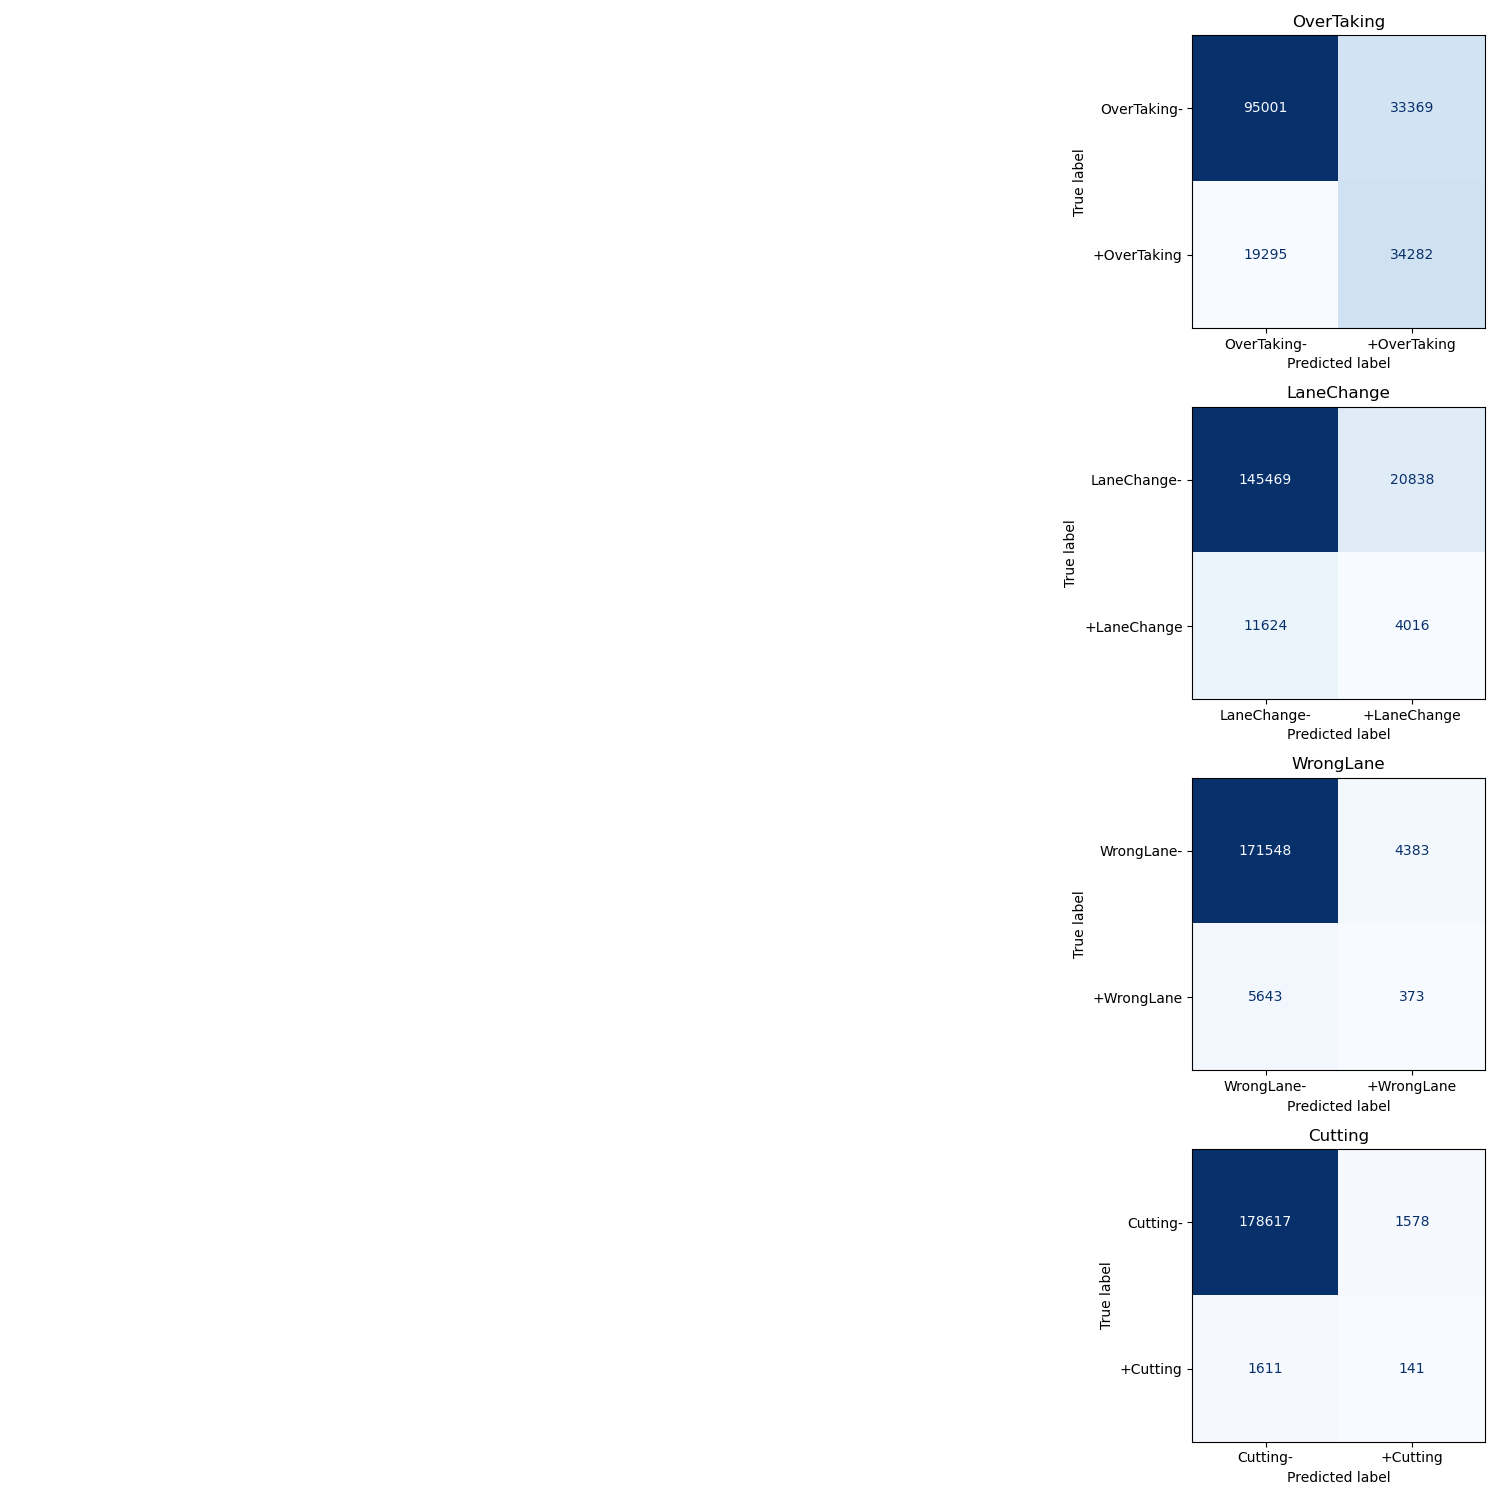 OverTaking
OverTaking-
95001
33369
True label
+OverTaking
19295
34282
OverTaking-
+OverTaking
Predicted label
LaneChange
LaneChange-
145469
20838
True label
+LaneChange
11624
4016
LaneChange-
+LaneChange
Predicted label
WrongLane
WrongLane-
171548
4383
True label
+WrongLane
5643
373
WrongLane-
+WrongLane
Predicted label
Cutting
Cutting-
178617
1578
True label
+Cutting
1611
141
Cutting-
+Cutting
Predicted label